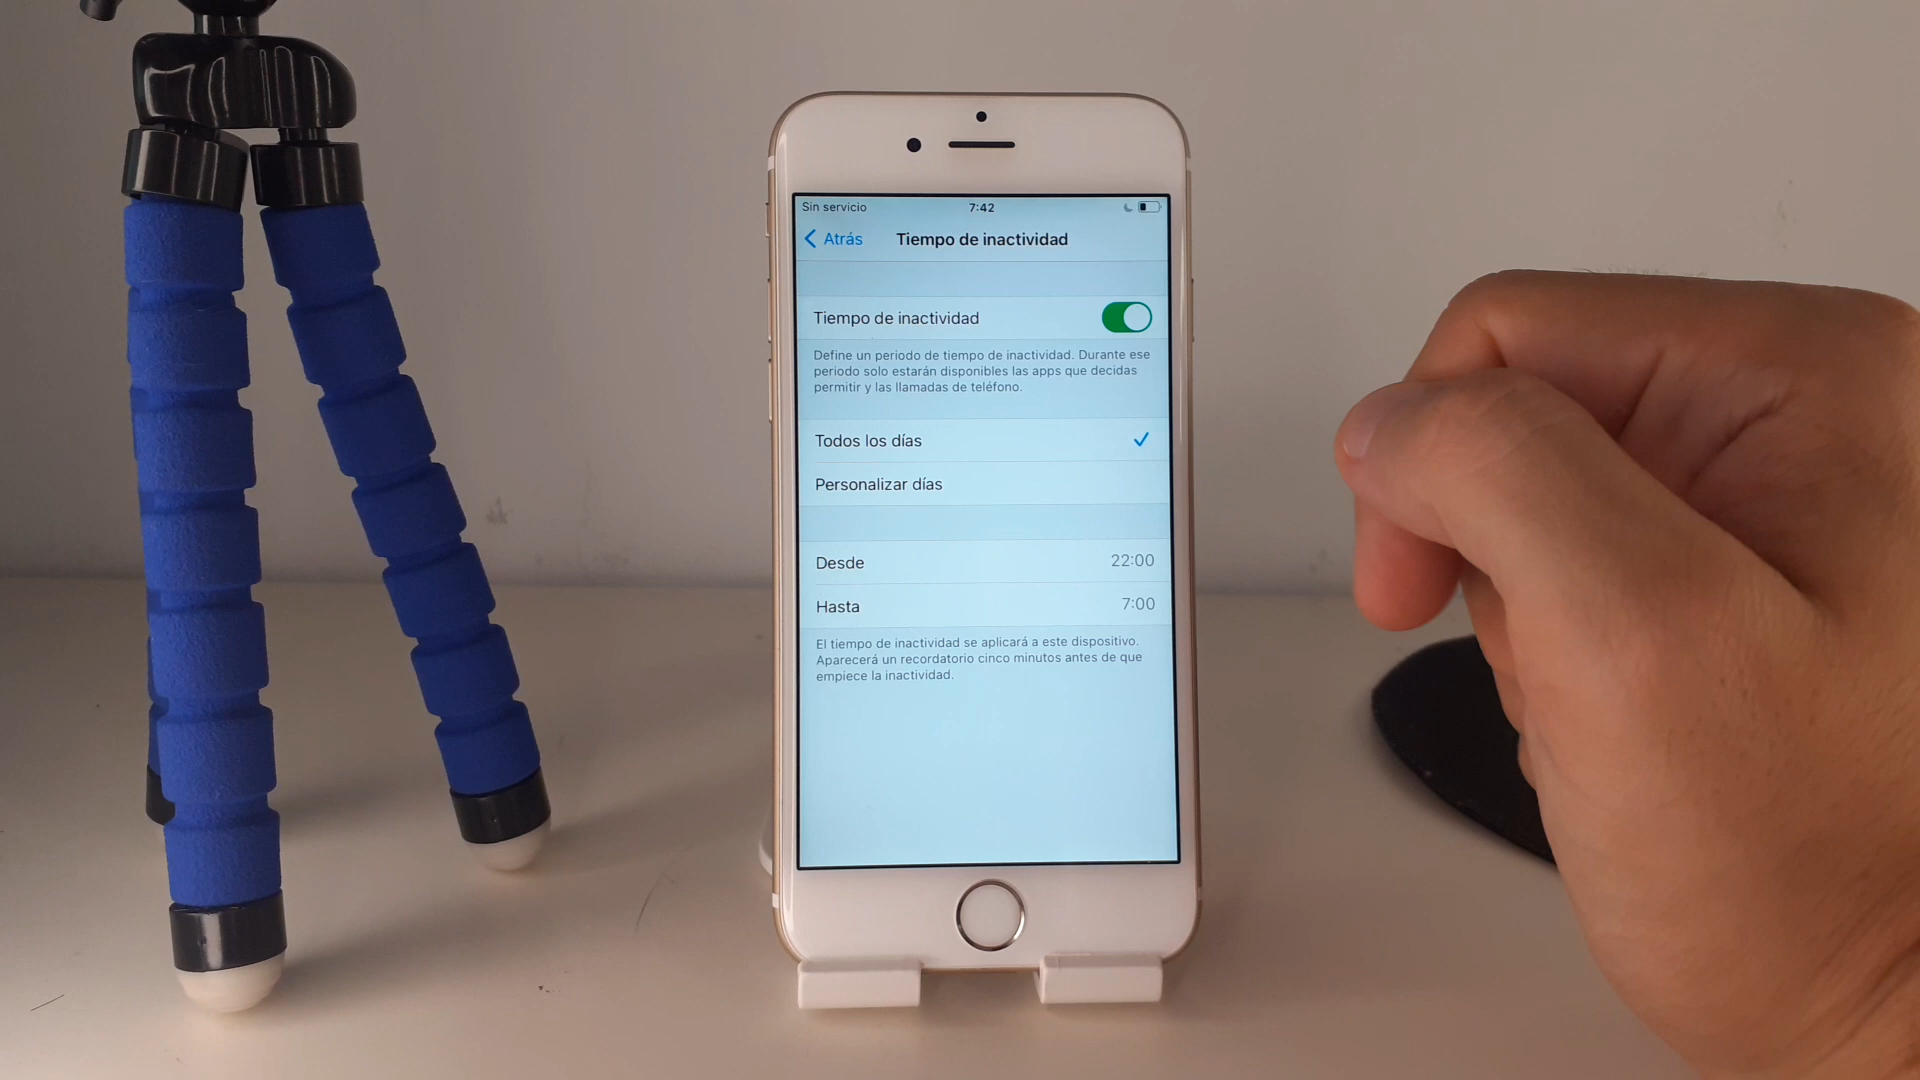 Sin servicio 7:42
Atrás Tiempo de inactividad
Tiempo de inactividad
Define un periodo de tiempo de inactividad. Durante ese
periodo solo estarán disponibles las apps que decidas
permitir y las llamadas de teléfono.
Todos los días
Personalizar días
Desde 22:00
Hasta 7:00
El tiempo de inactividad se aplicará a este dispositivo.
Aparecerá un recordatorio cinco minutos antes de que
empiece la inactividad.